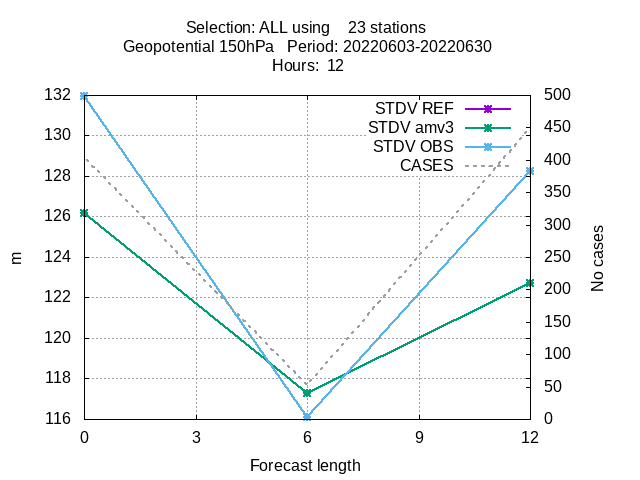 Selection: ALL using    23 stations
Geopotential 150hPa   Period: 20220603-20220630
Hours:  12
132
130
128
126
124
122
120
118
116
m
STDV REF
STDV amv3
STDV OBS
CASES
500
450
400
350
300
250
200
150
100
50
0
No cases
0 3 6 9 12
Forecast length